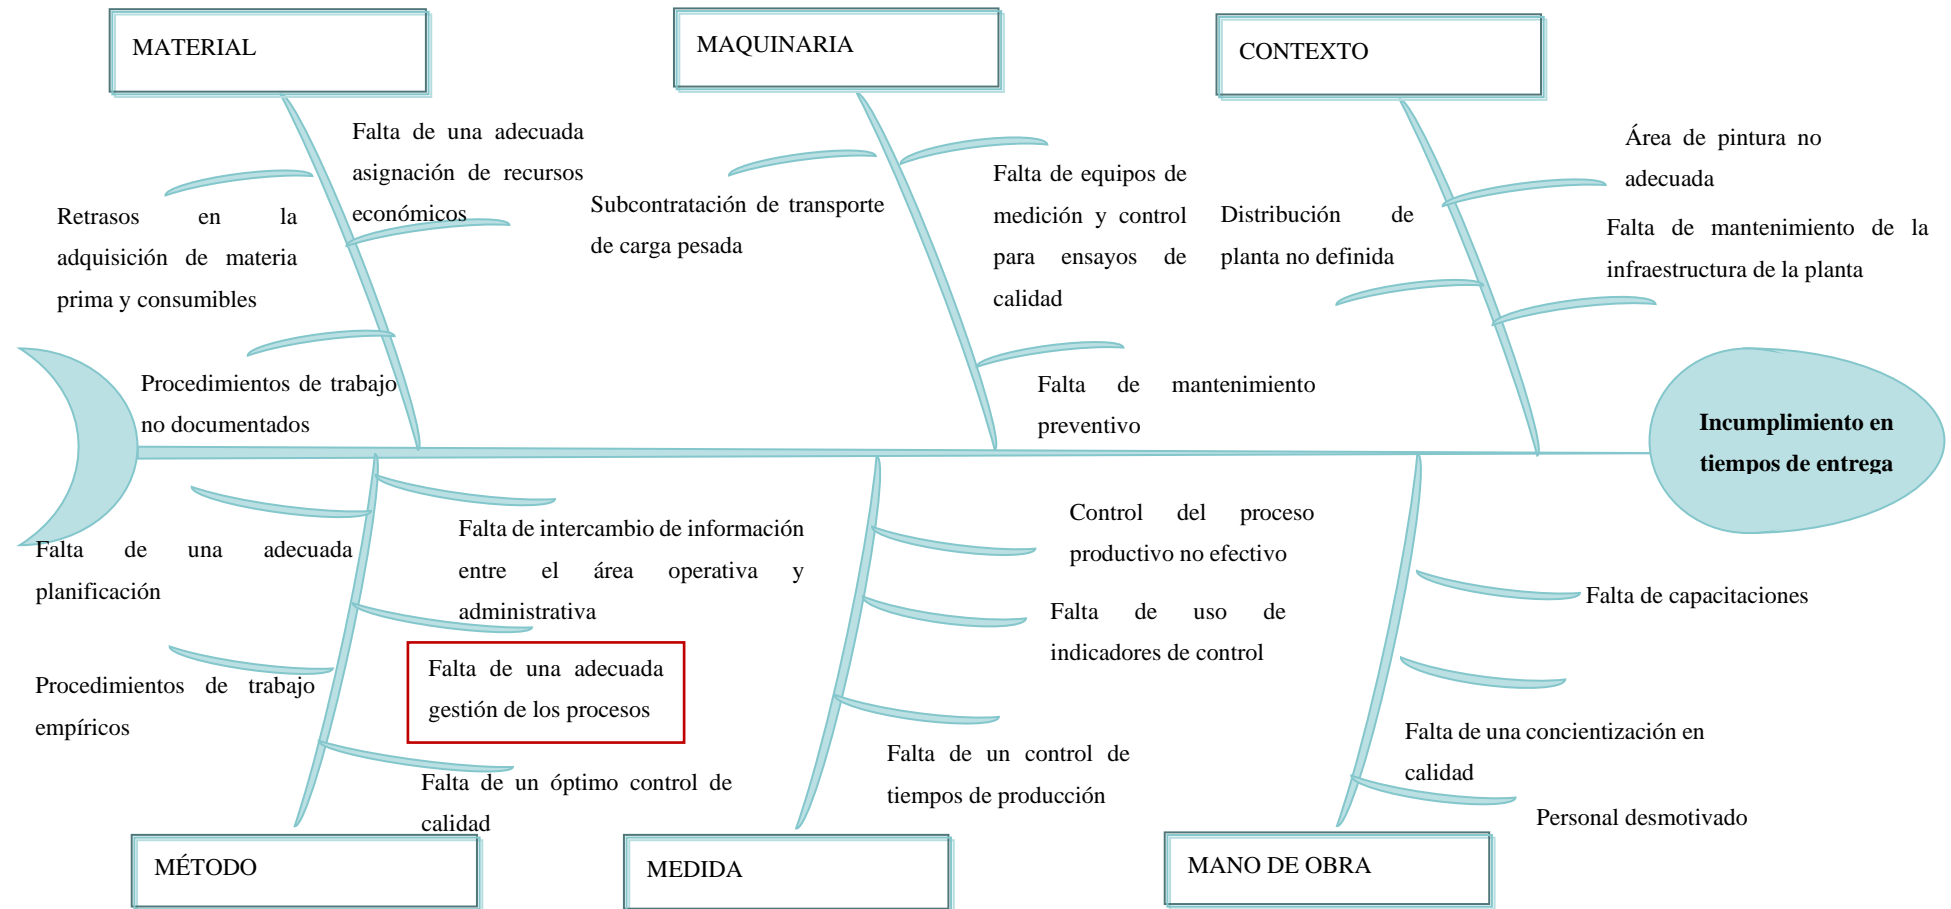 MATERIAL
MAQUINARIA
CONTEXTO
Falta de una adecuada
asignación de recursos
económicos
Retrasos en la
adquisición de materia
prima y consumibles
Procedimientos de trabajo
no documentados
Subcontratación de transporte
de carga pesada
Falta de equipos de
medición y control
para ensayos de
calidad
Falta de mantenimiento
preventivo
Distribución de
planta no definida
Área de pintura no
adecuada
Falta de mantenimiento de la
infraestructura de la planta
Incumplimiento en
tiempos de entrega
Falta de una adecuada
planificación
Procedimientos de trabajo
empíricos
Falta de intercambio de información
entre el área operativa y
administrativa
Falta de una adecuada
gestión de los procesos
Falta de un óptimo control de
calidad
Control del proceso
productivo no efectivo
Falta de uso de
indicadores de control
Falta de un control de
tiempos de producción
Falta de capacitaciones
Falta de una concientización en
calidad
Personal desmotivado
MÉTODO
MEDIDA
MANO DE OBRA